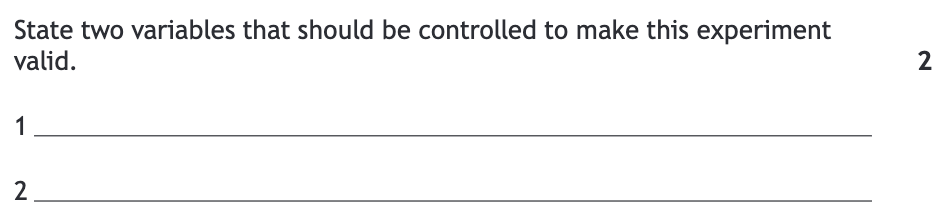 State two variables that should be controlled to make this experiment
valid. 2
1
2